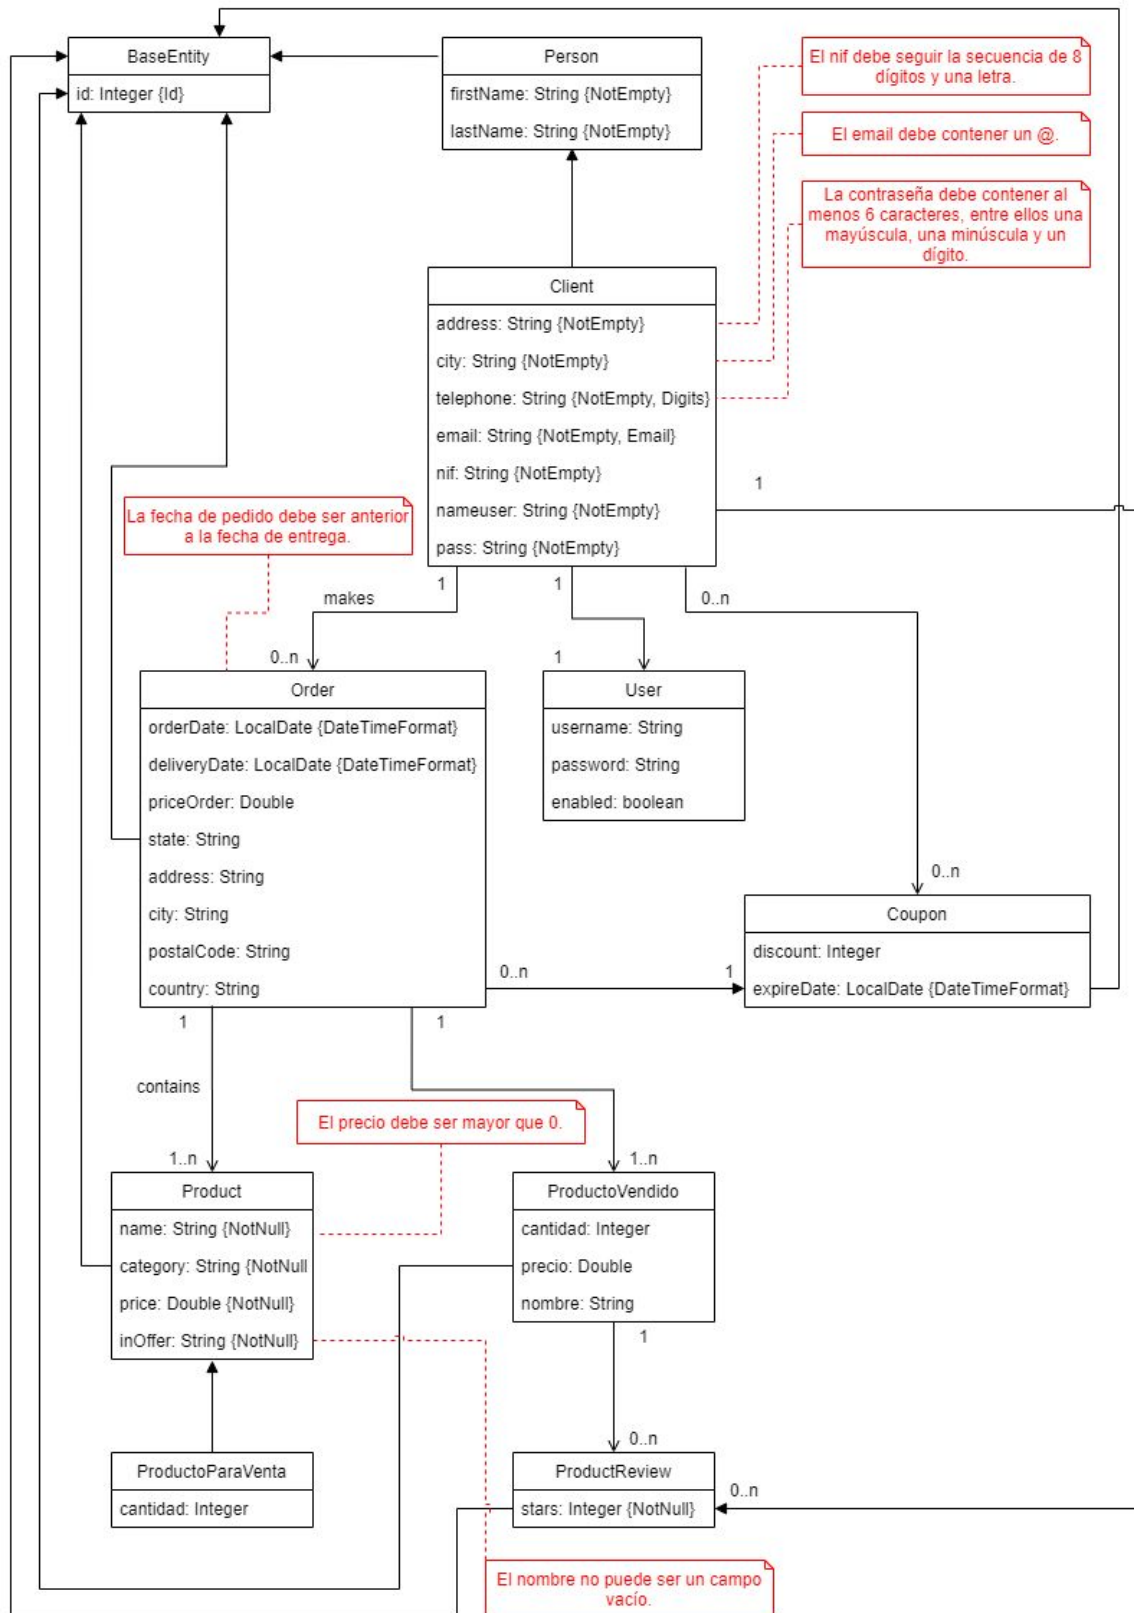 BaseEntity
id: Integer {Id}
Person
firstName: String {NotEmpty}
lastName: String {NotEmpty}
El nif debe seguir la secuencia de 8
dígitos y una letra.
El email debe contener un @.
La contraseña debe contener al
menos 6 caracteres, entre ellos una
mayúscula, una minúscula y un
dígito.
Client
address: String {NotEmpty}
city: String {NotEmpty}
telephone: String {NotEmpty, Digits}
email: String {NotEmpty, Email}
nif: String {NotEmpty}
nameuser: String {NotEmpty}
pass: String {NotEmpty}
1
La fecha de pedido debe ser anterior
a la fecha de entrega.
makes
1
1
0..n
0..n
1
Order
orderDate: LocalDate {DateTimeFormat}
deliveryDate: LocalDate {DateTimeFormat}
priceOrder: Double
state: String
address: String
city: String
postalCode: String
country: String
User
username: String
password: String
enabled: boolean
0..n
Coupon
discount: Integer
expireDate: LocalDate {DateTimeFormat}
0..n
1
1
1
contains
El precio debe ser mayor que 0.
1..n
1..n
Product
name: String {NotNull}
category: String {NotNull
price: Double {NotNull}
inOffer: String {NotNull}
ProductoVendido
cantidad: Integer
precio: Double
nombre: String
1
0..n
ProductoParaVenta
cantidad: Integer
ProductReview
stars: Integer {NotNull}
0..n
El nombre no puede ser un campo
vacío.